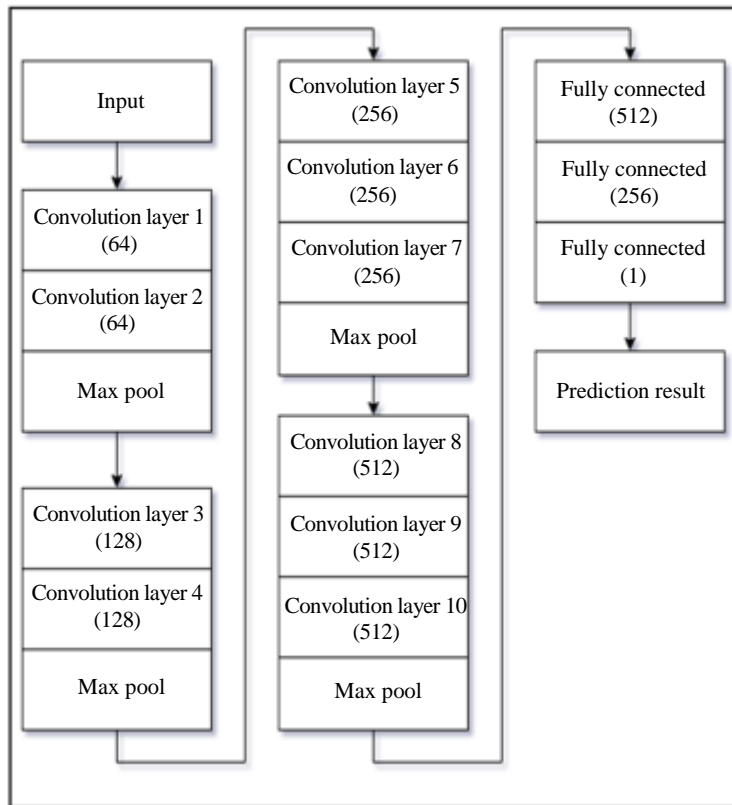 Input
Convolution layer 1
(64)
Convolution layer 2
(64)
Max pool
Convolution layer 3
(128)
Convolution layer 4
(128)
Max pool
Convolution layer 5
(256)
Convolution layer 6
(256)
Convolution layer 7
(256)
Max pool
Convolution layer 8
(512)
Convolution layer 9
(512)
Convolution layer 10
(512)
Max pool
Fully connected
(512)
Fully connected
(256)
Fully connected
(1)
Prediction result